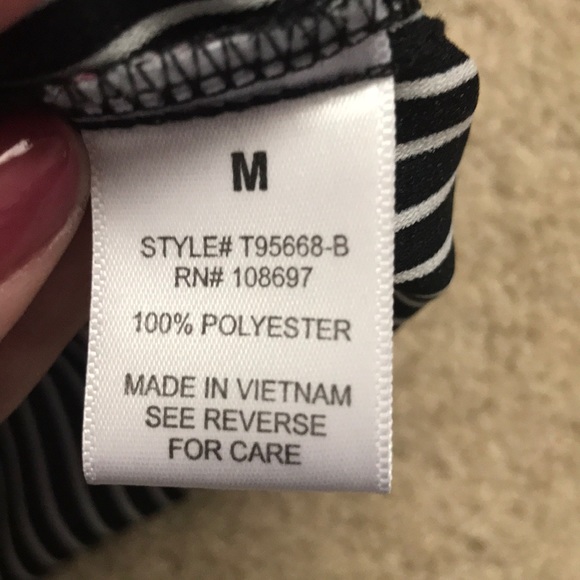 M
STYLE# T95668-B
RN# 108697
100% POLYESTER
MADE IN VIETNAM
SEE REVERSE
FOR CARE